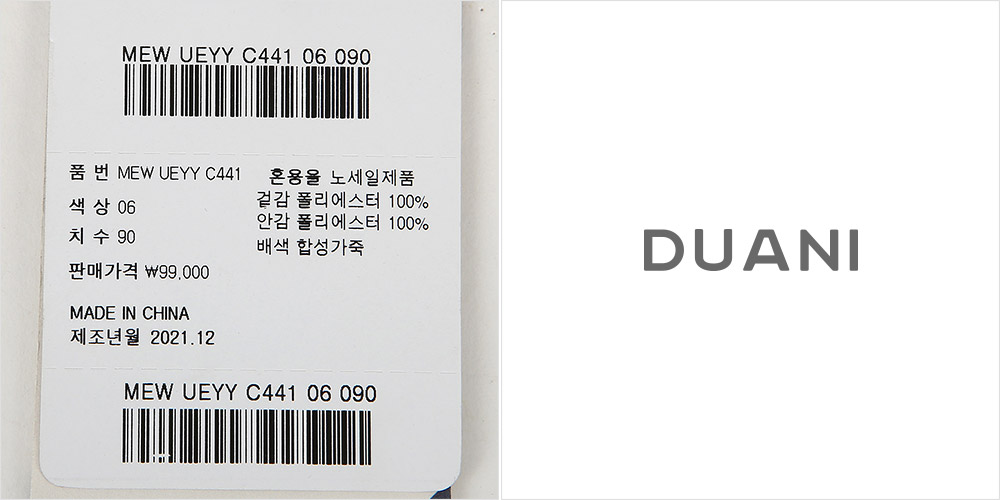 MEW UEYY C441 06 090
품 번 MEW UEYY C441
색 상 06
치 수 90
판매가격 ₩99,000
MADE IN CHINA
제조년월 2021.12
혼용율 노세일제품
겉감 폴리에스터 100%
안감 폴리에스터 100%
배색 합성가죽
MEW UEYY C441 06 090
DUANI